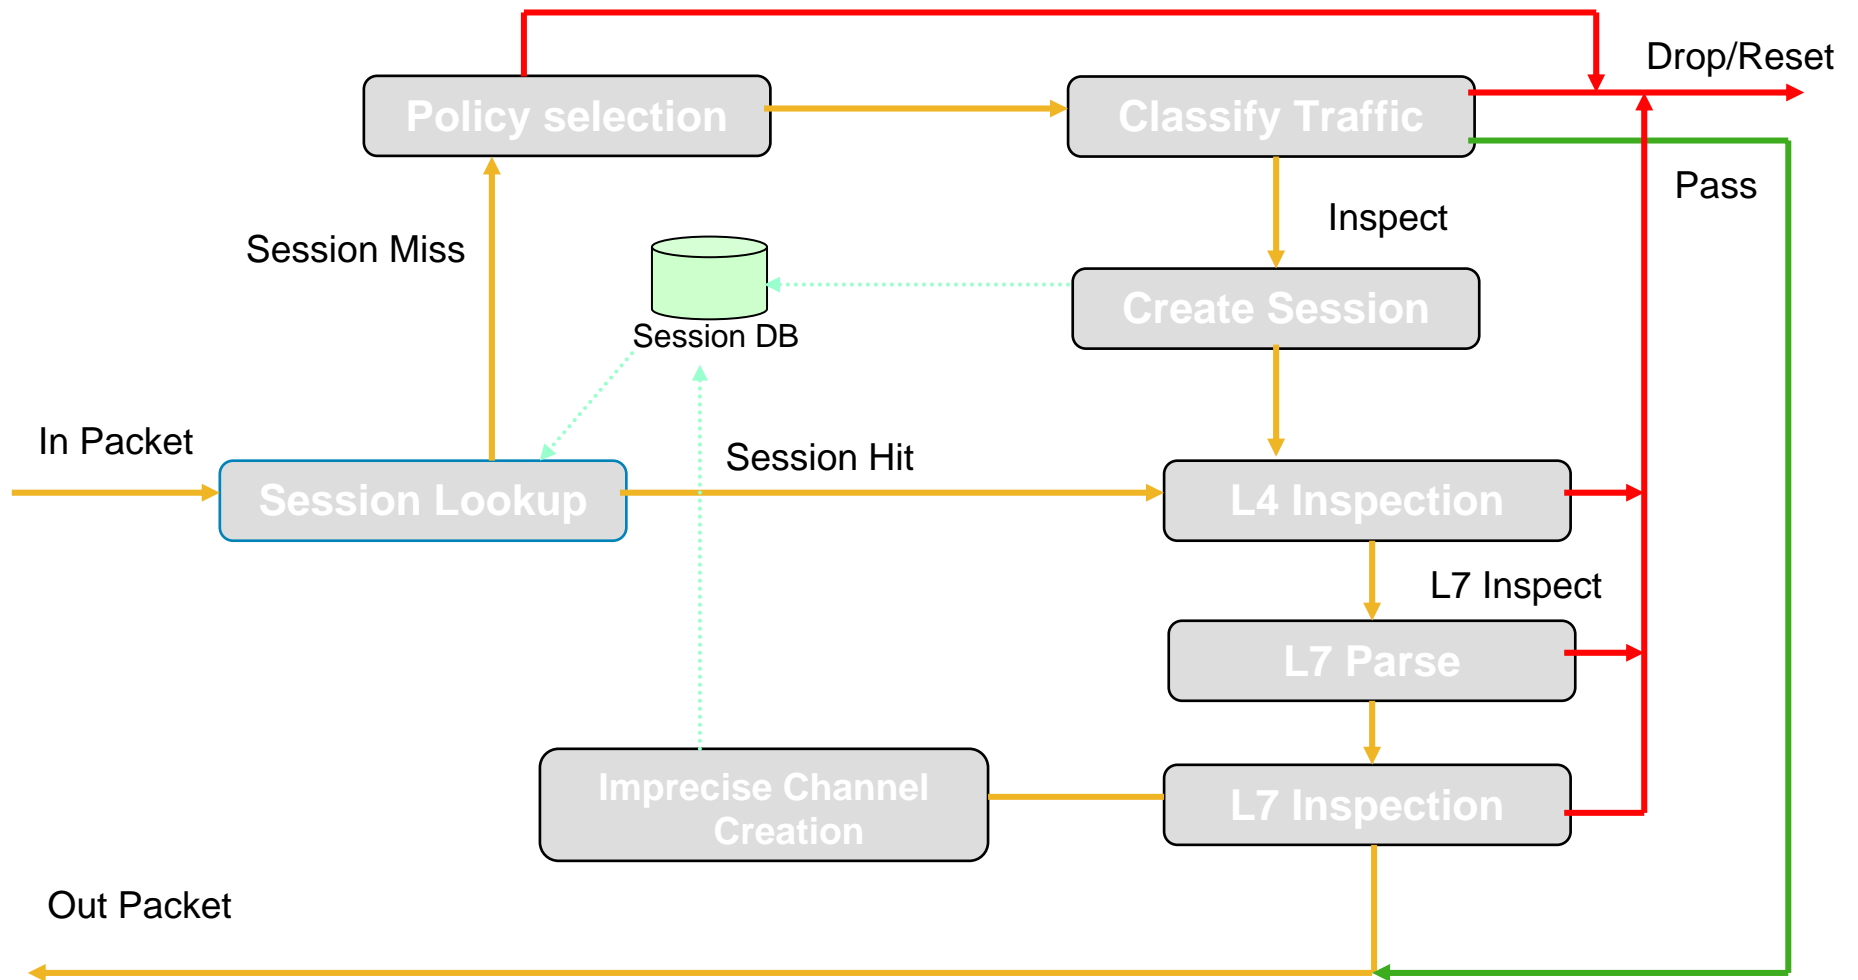 Drop/Reset
Policy selection
Classify Traffic
Pass
Inspect
Session Miss
Create Session
Session DB
In Packet
Session Hit
Session Lookup
L4 Inspection
L7 Inspect
L7 Parse
Imprecise Channel
Creation
L7 Inspection
Out Packet